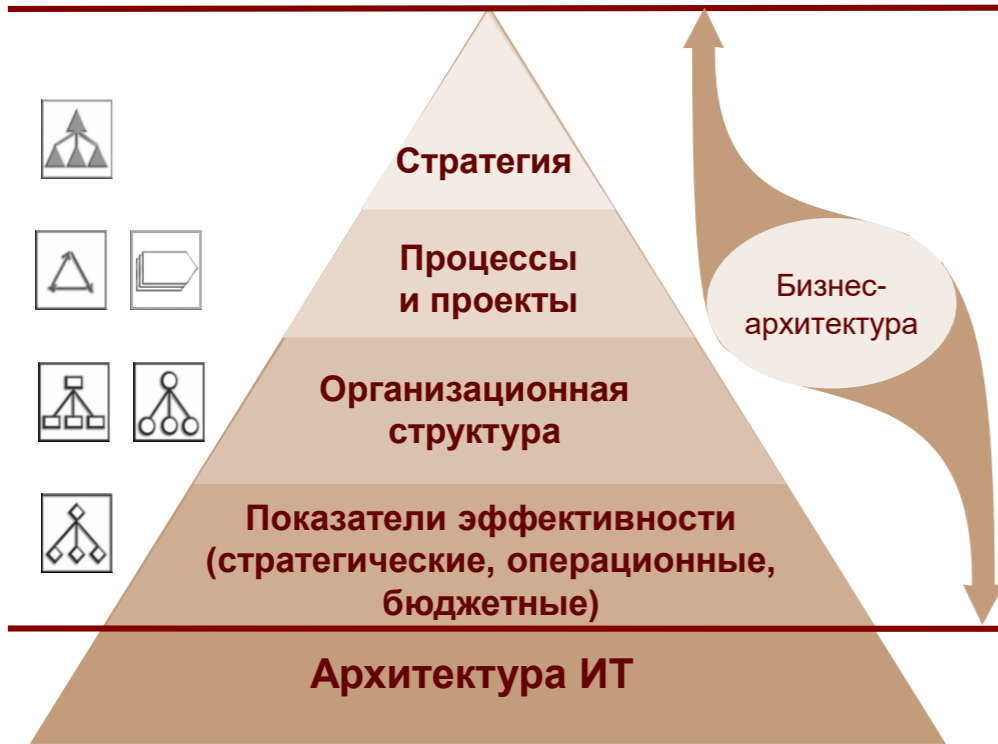 Стратегия
Процессы
и проекты
Бизнес-
архитектура
Организационная
структура
Показатели эффективности
(стратегические, операционные,
бюджетные)
Архитектура ИТ